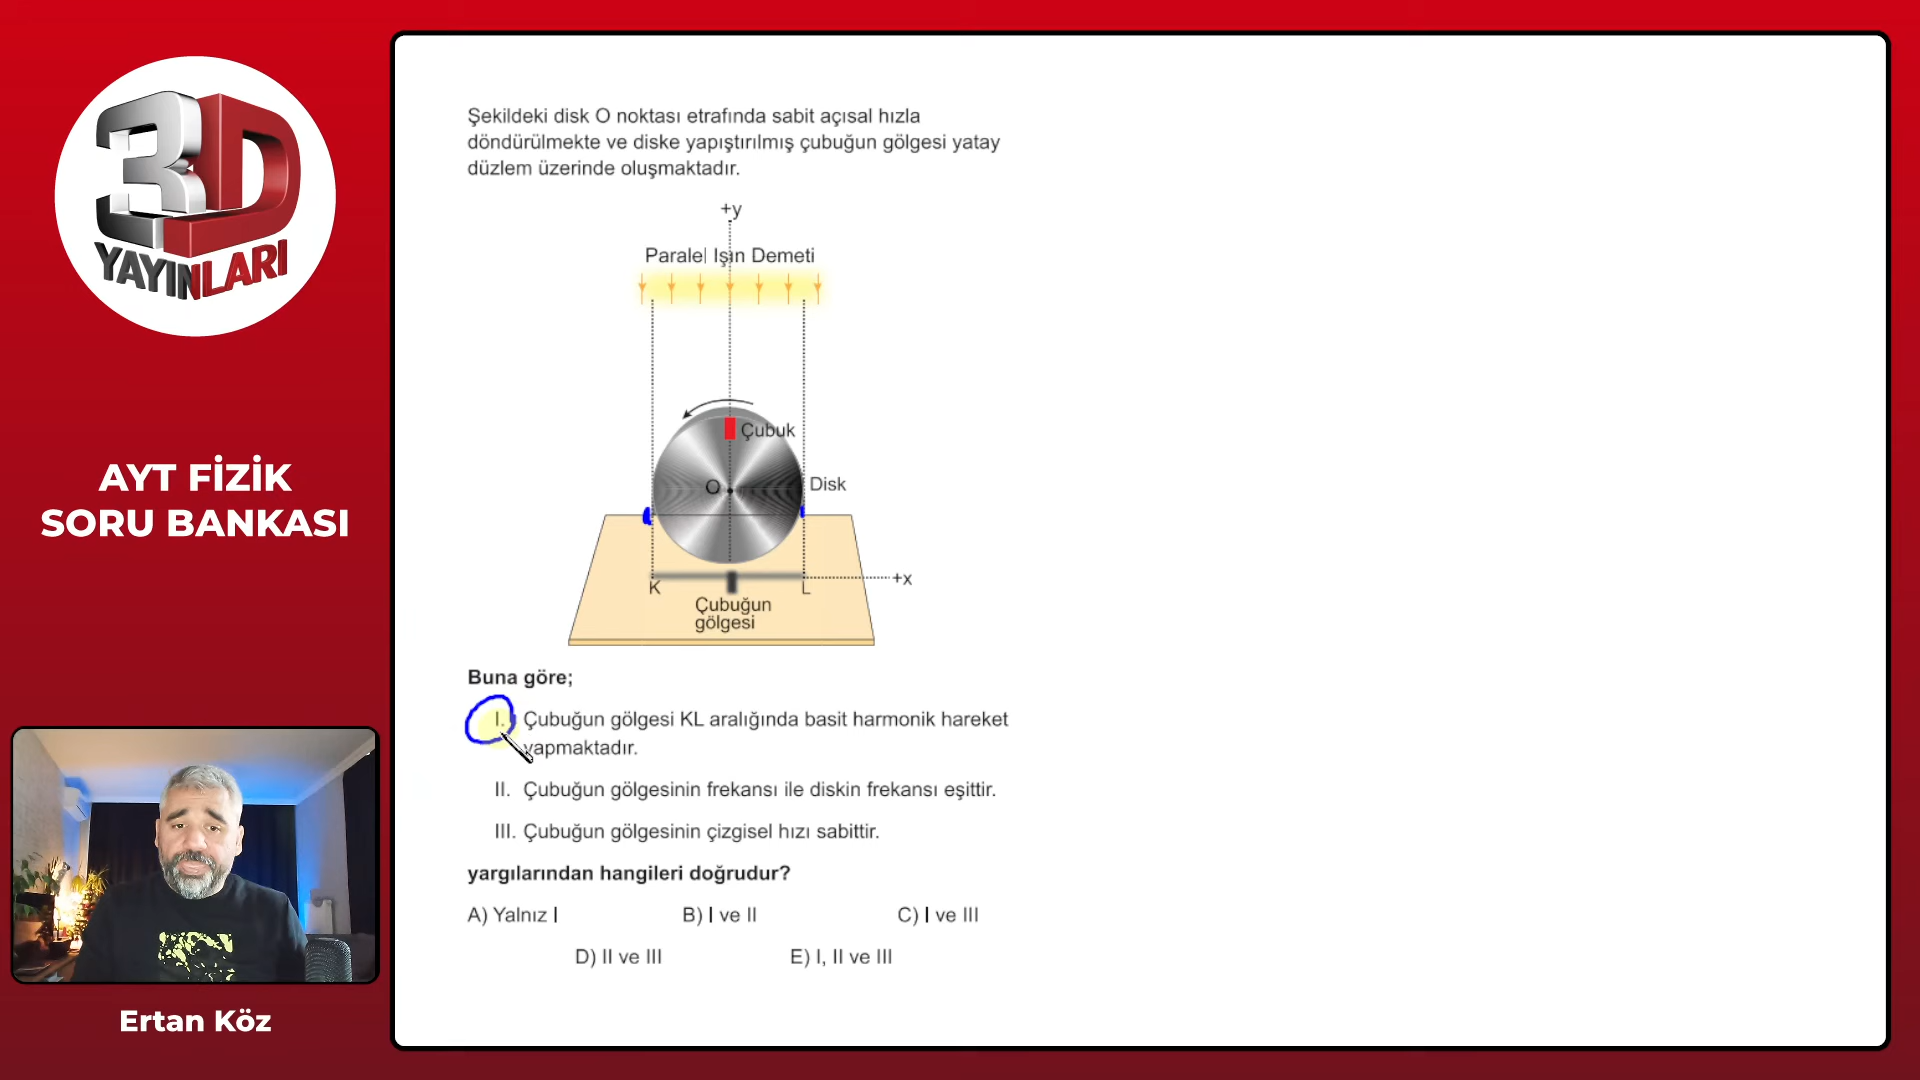 3D
YAYINLARI
AYT FİZİK
SORU BANKASI
Ertan Köz
Şekildeki disk O noktası etrafında sabit açısal hızla
döndürülmekte ve diske yapıştırılmış çubuğun gölgesi yatay
düzlem üzerinde oluşmaktadır.
+y
Paralel Işın Demeti
Çubuk
O
Disk
K
L
+x
Çubuğun
gölgesi
Buna göre;
I. Çubuğun gölgesi KL aralığında basit harmonik hareket
yapmaktadır.
II. Çubuğun gölgesinin frekansı ile diskin frekansı eşittir.
III. Çubuğun gölgesinin çizgisel hızı sabittir.
yargılarından hangileri doğrudur?
A) Yalnız I B) I ve II C) I ve III
D) II ve III E) I, II ve III